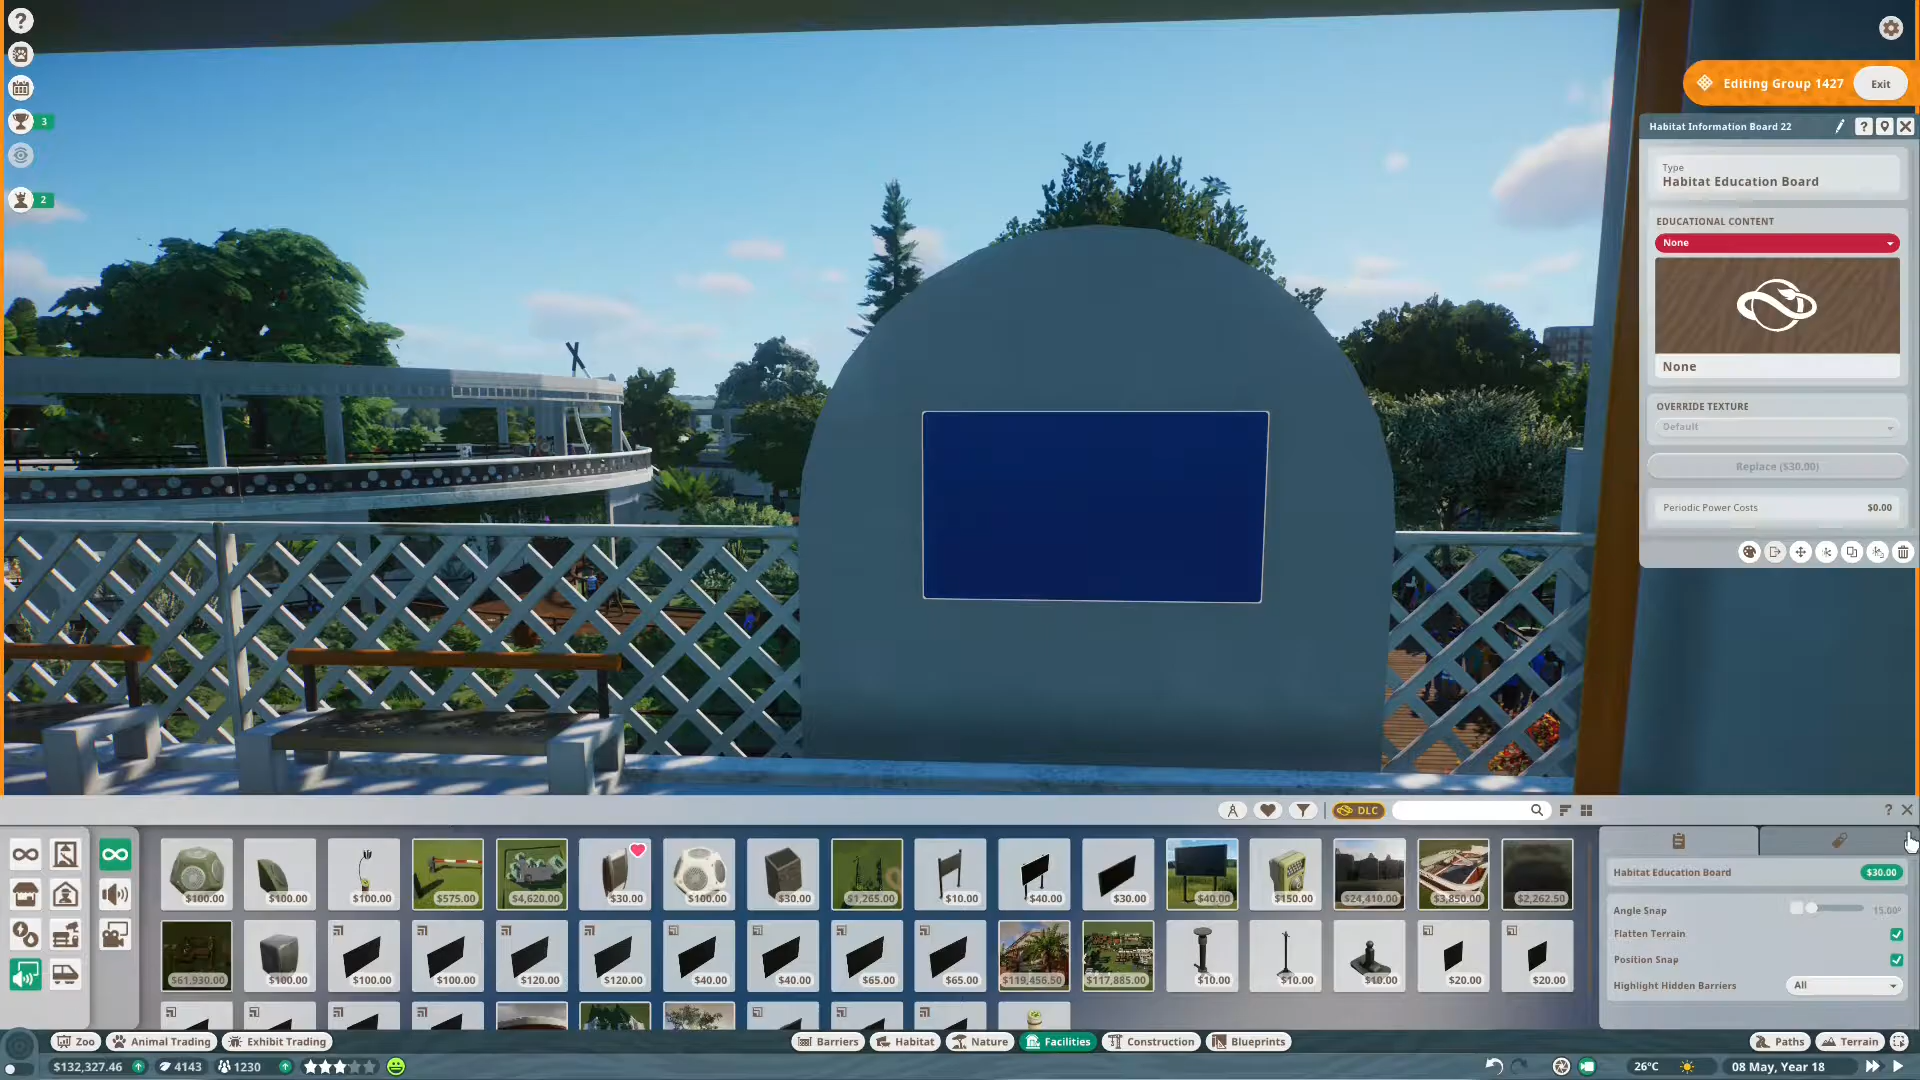 ?
Editing Group 1427
Exit
Habitat Information Board 22
?
3
2
Type
Habitat Education Board
EDUCATIONAL CONTENT
None
None
OVERRIDE TEXTURE
Default
Replace ($30.00)
Periodic Power Costs
$0.00
DLC
?
$100.00
$100.00
$100.00
$575.00
$4,620.00
$30.00
$100.00
$30.00
$1,265.00
$10.00
$40.00
$30.00
$40.00
$150.00
$24,410.00
$3,850.00
$2,262.50
$61,930.00
$100.00
$100.00
$100.00
$120.00
$120.00
$40.00
$40.00
$65.00
$65.00
$119,456.50
$117,885.00
$10.00
$10.00
$10.00
$20.00
$20.00
Habitat Education Board
$30.00
Angle Snap
15.00°
Flatten Terrain
Position Snap
Highlight Hidden Barriers
All
Zoo
Animal Trading
Exhibit Trading
Barriers
Habitat
Nature
Facilities
Construction
Blueprints
Paths
Terrain
$132,327.46
4143
1230
26°C
08 May, Year 18